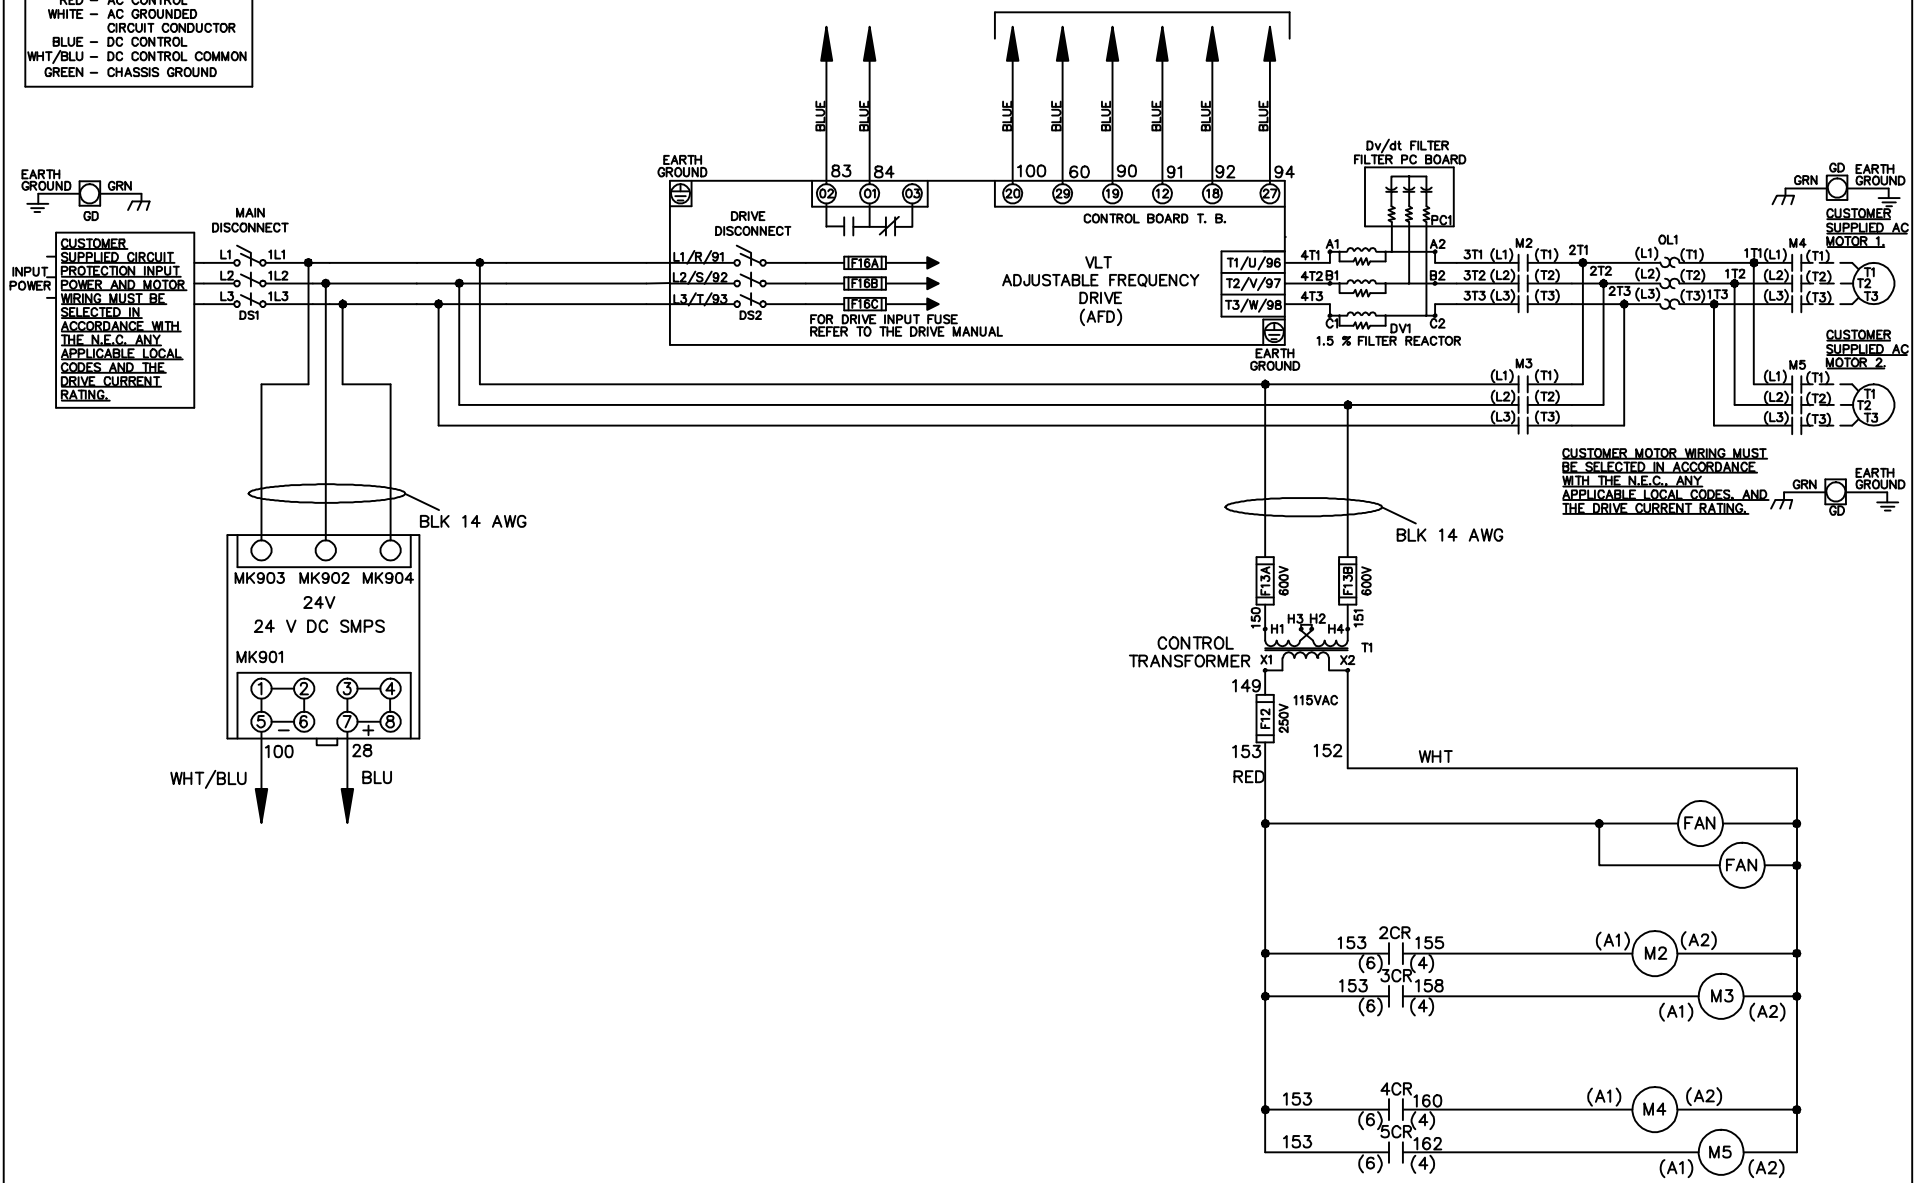 RED – AC CONTROL
WHITE – AC GROUNDED
CIRCUIT CONDUCTOR
BLUE – DC CONTROL
WHT/BLU – DC CONTROL COMMON
GREEN – CHASSIS GROUND
EARTH
GROUND
GRN
GD
INPUT
POWER
CUSTOMER
SUPPLIED CIRCUIT
PROTECTION INPUT
POWER AND MOTOR
WIRING MUST BE
SELECTED IN
ACCORDANCE WITH
THE N.E.C. ANY
APPLICABLE LOCAL
CODES AND THE
DRIVE CURRENT
RATING.
MAIN
DISCONNECT
L1 1L1
L2 1L2
L3 1L3
DS1
BLK 14 AWG
MK903 MK902 MK904
24V
24 V DC SMPS
MK901
1 2 3 4
5 6 7 8
– +
100 28
WHT/BLU BLU
EARTH
GROUND
BLUE BLUE
83 84
02 01 03
BLUE BLUE BLUE BLUE BLUE BLUE
100 60 90 91 92 94
20 29 19 12 18 27
CONTROL BOARD T. B.
DRIVE
DISCONNECT
L1/R/91 F16A
L2/S/92 F16B
L3/T/93 F16C
DS2
FOR DRIVE INPUT FUSE
REFER TO THE DRIVE MANUAL
VLT
ADJUSTABLE FREQUENCY
DRIVE
(AFD)
T1/U/96
T2/V/97
T3/W/98
EARTH
GROUND
Dv/dt FILTER
FILTER PC BOARD
PC1
4T1 A1 A2
4T2 B1 B2
4T3
C1 C2
DV1
1.5 % FILTER REACTOR
M2
3T1 (L1) (T1) 2T1
3T2 (L2) (T2) 2T2
3T3 (L3) (T3) 2T3
OL1
(L1) (T1) 1T1
(L2) (T2) 1T2
(L3) (T3) 1T3
M4
(L1) (T1)
(L2) (T2)
(L3) (T3)
T1
T2
T3
GRN
GD
EARTH
GROUND
CUSTOMER
SUPPLIED AC
MOTOR 1.
CUSTOMER
SUPPLIED AC
MOTOR 2.
M3
(L1) (T1)
(L2) (T2)
(L3) (T3)
M5
(L1) (T1)
(L2) (T2)
(L3) (T3)
T1
T2
T3
CUSTOMER MOTOR WIRING MUST
BE SELECTED IN ACCORDANCE
WITH THE N.E.C., ANY
APPLICABLE LOCAL CODES, AND
THE DRIVE CURRENT RATING.
GRN
GD
EARTH
GROUND
BLK 14 AWG
F13A 600V
F13B 600V
150 151
H1 H3 H2 H4
T1
CONTROL
TRANSFORMER
X1 X2
149
115VAC
F12 250V
153 152
RED
WHT
FAN
FAN
2CR
153 155 (A1) M2 (A2)
(6) (4)
3CR
153 158 M3
(6) (4) (A1) (A2)
4CR
153 160 (A1) M4 (A2)
(6) (4)
5CR
153 162 M5
(6) (4) (A1) (A2)